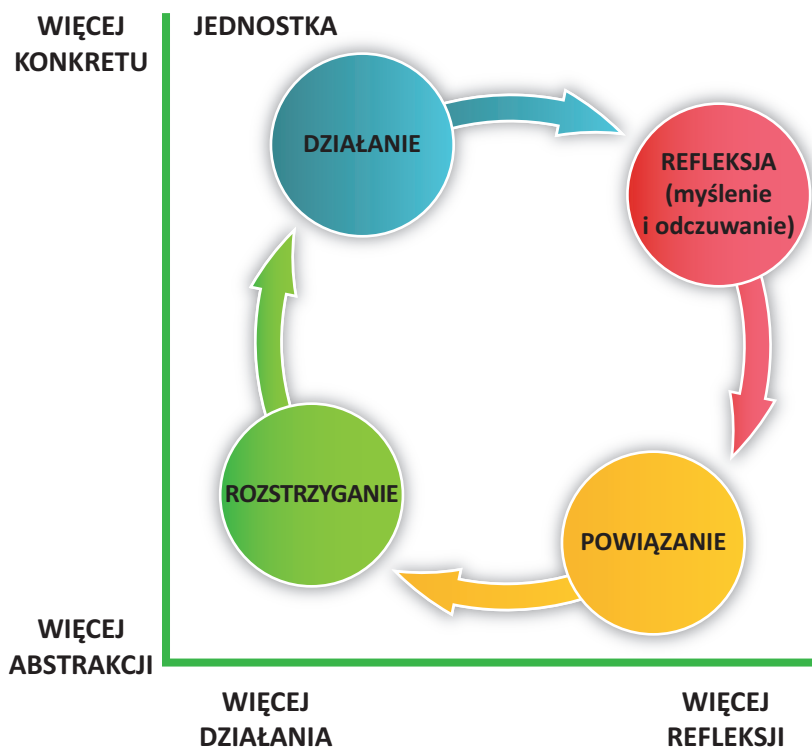 WIĘCEJ
KONKRETU
JEDNOSTKA
DZIAŁANIE
REFLEKSJA
(myślenie
i odczuwanie)
ROZSTRZYGANIE
POWIĄZANIE
WIĘCEJ
ABSTRAKCJI
WIĘCEJ
DZIAŁANIA
WIĘCEJ
REFLEKSJI